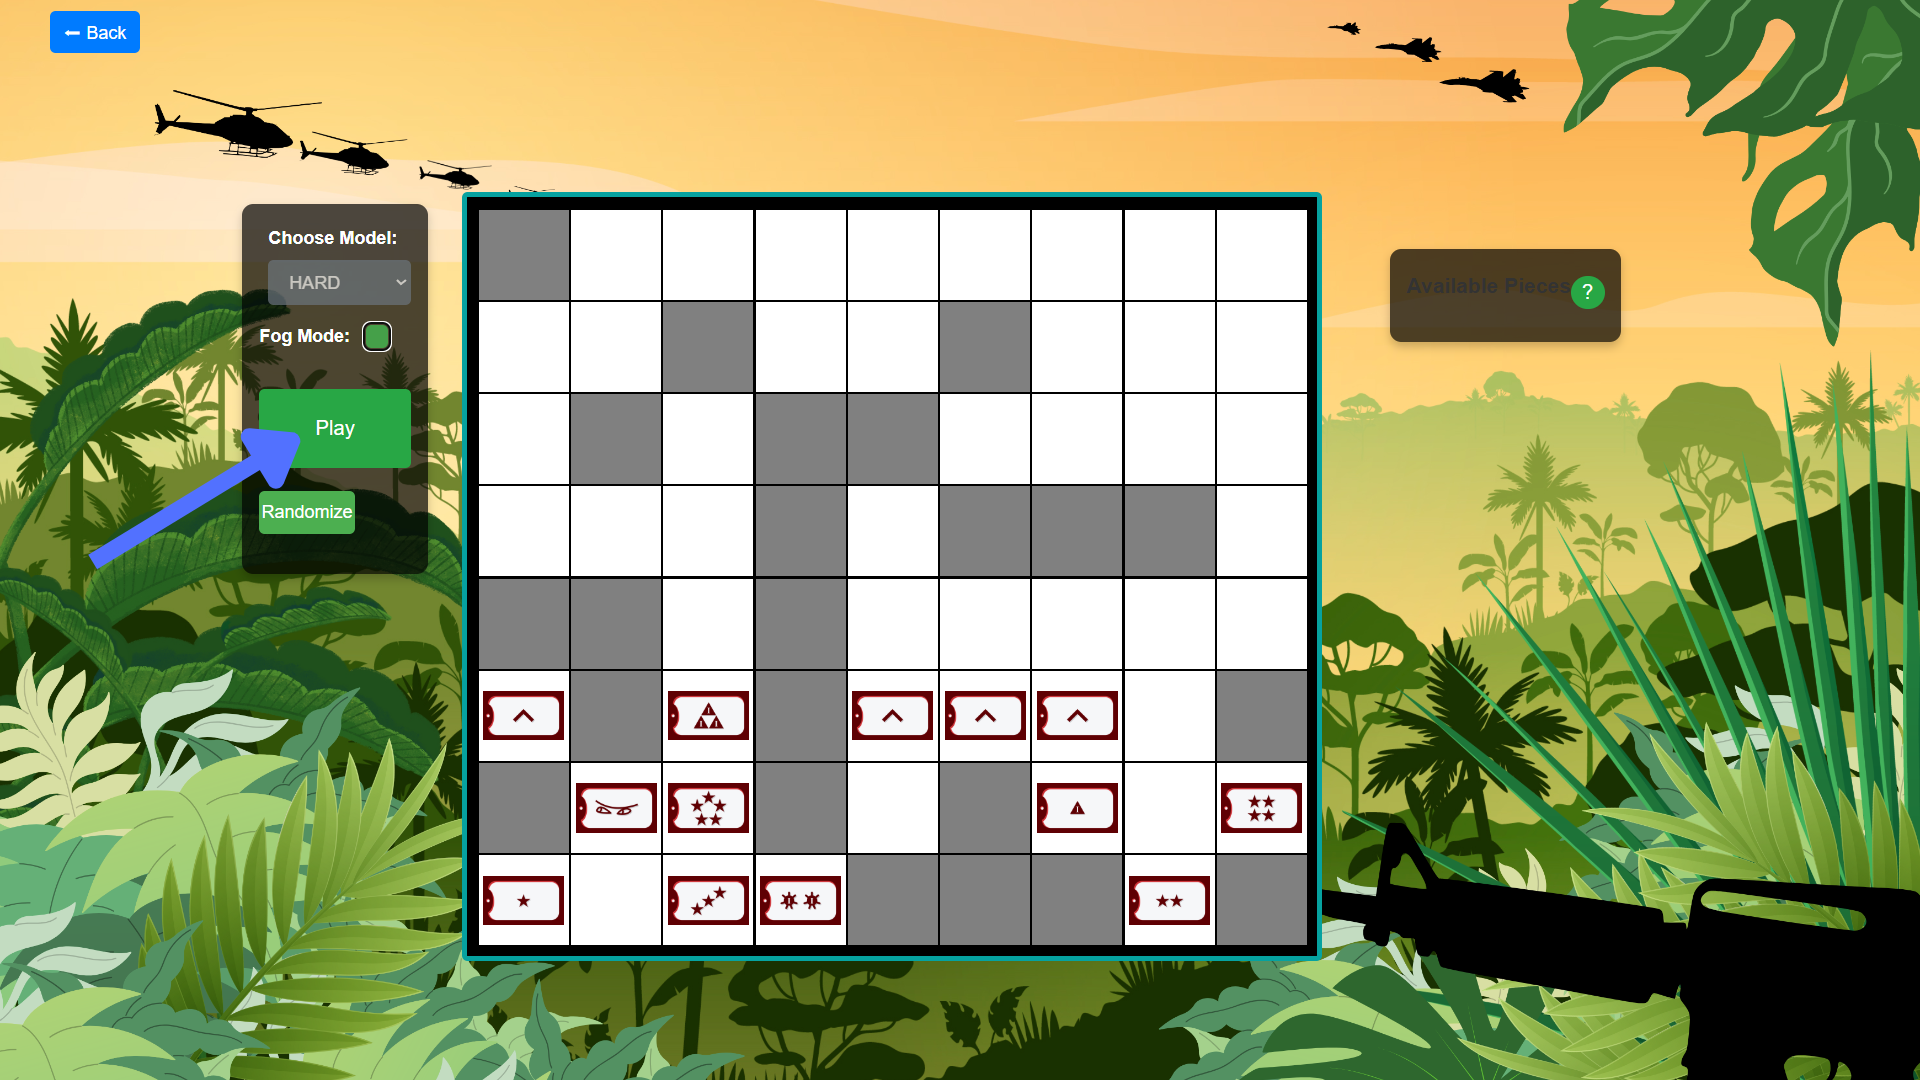 Back
Choose Model:
HARD
Fog Mode:
Play
Randomize
Available Pieces ?